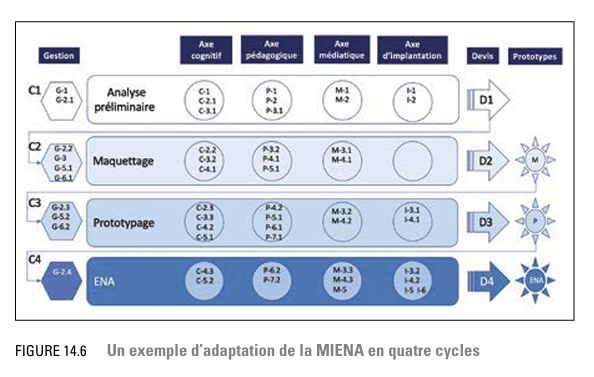 Gestion
Axe
cognitif
Axe
pédagogique
Axe
médiatique
Axe
d'implantation
Devis
Prototypes
C1
G-1
G-2.1
Analyse
préliminaire
C-1
C-2.1
C-3.1
P-1
P-2
P-3.1
M-1
M-2
I-1
I-2
D1
C2
G-2.2
G-3
G-5.1
G-6.1
Maquettage
C-2.2
C-3.2
C-4.1
P-3.2
P-4.1
P-5.1
M-3.1
M-4.1
D2
M
C3
G-2.3
G-5.2
G-6.2
Prototypage
C-2.3
C-3.3
C-4.2
C-5.1
P-4.2
P-5.1
P-6.1
P-7.1
M-3.2
M-4.2
I-3.1
I-4.1
D3
P
C4
G-2.4
ENA
C-4.3
C-5.2
P-6.2
P-7.2
M-3.3
M-4.3
M-5
I-3.2
I-4.2
I-5 I-6
D4
ENA
FIGURE 14.6 Un exemple d'adaptation de la MIENA en quatre cycles